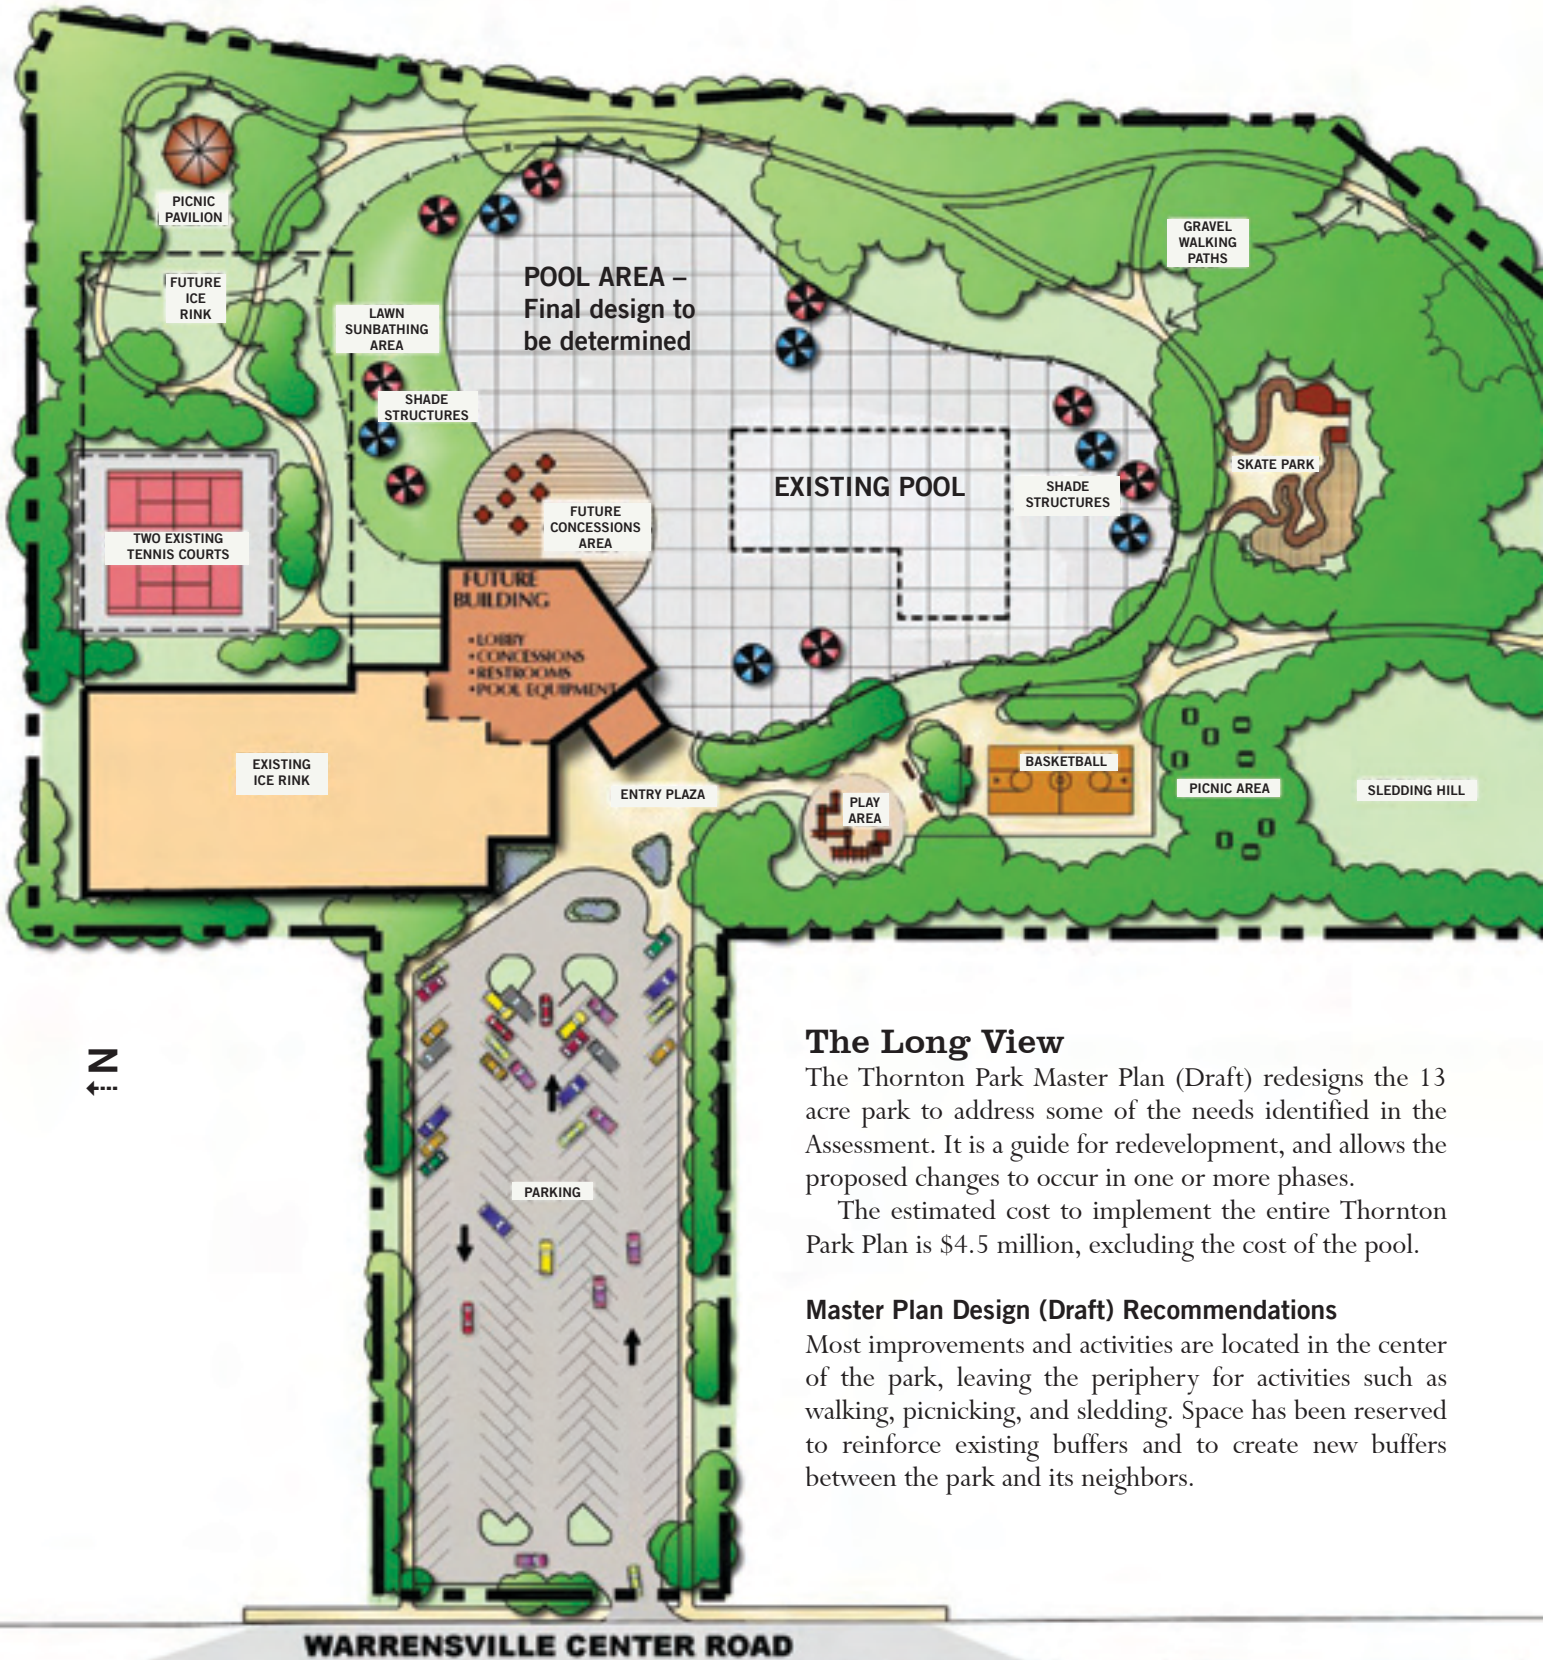 PICNIC
PAVILION
FUTURE
ICE
RINK
LAWN
SUNBATHING
AREA
SHADE
STRUCTURES
POOL AREA –
Final design to
be determined
GRAVEL
WALKING
PATHS
TWO EXISTING
TENNIS COURTS
FUTURE
CONCESSIONS
AREA
EXISTING POOL
SHADE
STRUCTURES
SKATE PARK
FUTURE
BUILDING
• LOBBY
• CONCESSIONS
• RESTROOMS
• POOL EQUIPMENT
EXISTING
ICE RINK
ENTRY PLAZA
PLAY
AREA
BASKETBALL
PICNIC AREA
SLEDDING HILL
N
PARKING
The Long View
The Thornton Park Master Plan (Draft) redesigns the 13
acre park to address some of the needs identified in the
Assessment. It is a guide for redevelopment, and allows the
proposed changes to occur in one or more phases.
The estimated cost to implement the entire Thornton
Park Plan is $4.5 million, excluding the cost of the pool.
Master Plan Design (Draft) Recommendations
Most improvements and activities are located in the center
of the park, leaving the periphery for activities such as
walking, picnicking, and sledding. Space has been reserved
to reinforce existing buffers and to create new buffers
between the park and its neighbors.
WARRENSVILLE CENTER ROAD